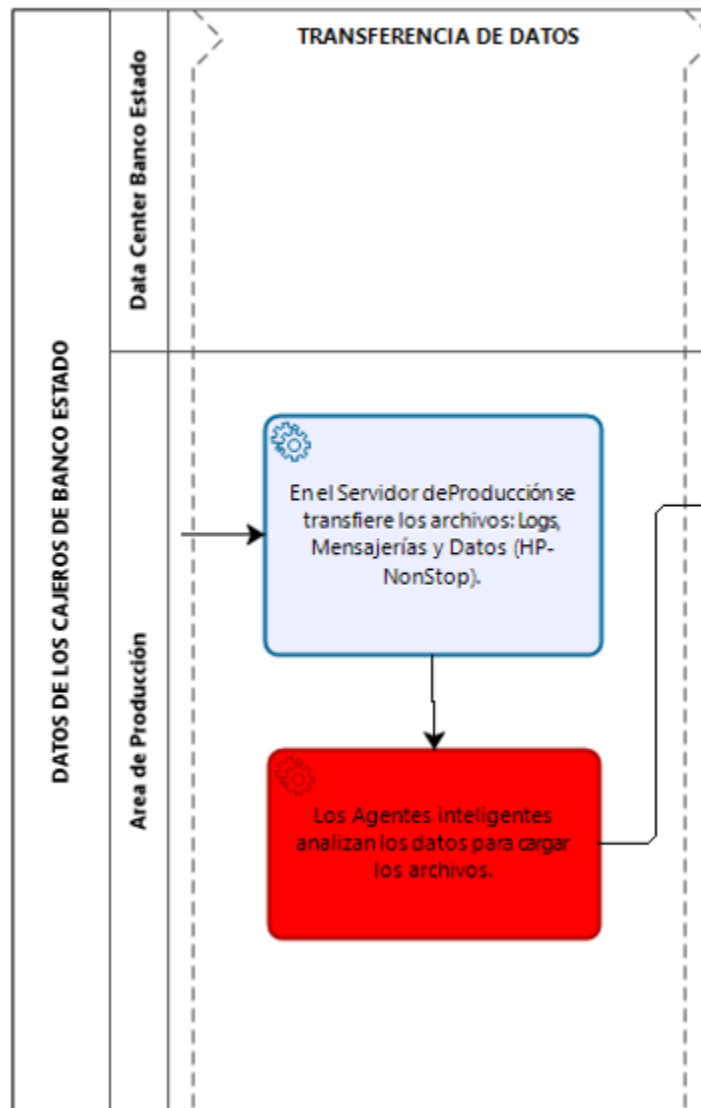 TRANSFERENCIA DE DATOS
DATOS DE LOS CAJEROS DE BANCO ESTADO
Data Center Banco Estado
Area de Producción
En el Servidor deProducción se
transfiere los archivos: Logs,
Mensajerías y Datos (HP-
NonStop).
Los Agentes inteligentes
analizan los datos para cargar
los archivos.